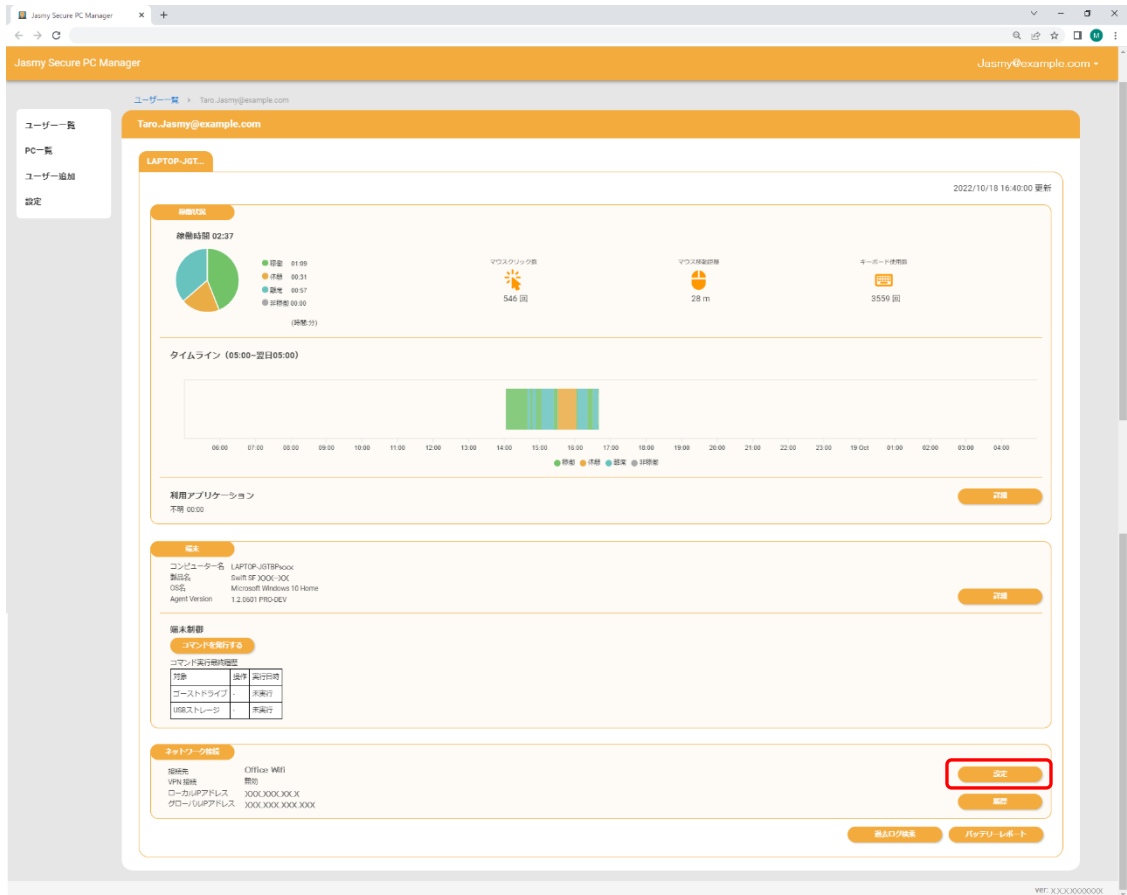 Jasmy Secure PC Manager
M
Jasmy Secure PC Manager
Jasmy@example.com
ユーザー一覧
Taro.Jasmy@example.com
ユーザー一覧
PC一覧
ユーザー追加
設定
Taro.Jasmy@example.com
LAPTOP-JGT...
2022/10/18 16:40:00 更新
稼働状況
稼働時間 02:37
稼働 01:09
休憩 00:31
離席 00:57
非稼働 00:00
(時間:分)
マウスクリック数
546 回
マウス移動距離
28 m
キーボード使用数
3559 回
タイムライン（05:00~翌日05:00）
06:00 07:00 08:00 09:00 10:00 11:00 12:00 13:00 14:00 15:00 16:00 17:00 18:00 19:00 20:00 21:00 22:00 23:00 19 Oct 01:00 02:00 03:00 04:00
稼働 休憩 離席 非稼働
利用アプリケーション
不明 00:00
詳細
端末
コンピューター名 LAPTOP-JGTBPxxxx
製品名 Swift SF XXX-XX
OS名 Microsoft Windows 10 Home
Agent Version 1.2.0601 PRO-DEV
詳細
端末制御
コマンドを発行する
コマンド実行最終履歴
対象 操作 実行日時
ゴーストドライブ - 未実行
USBストレージ - 未実行
ネットワーク接続
接続先 Office Wifi
VPN 接続 無効
ローカルIPアドレス XXX.XXX.XX.X
グローバルIPアドレス XXX.XXX.XXX.XXX
設定
履歴
過去ログ検索
バッテリーレポート
ver: X.X.XXXXXXX